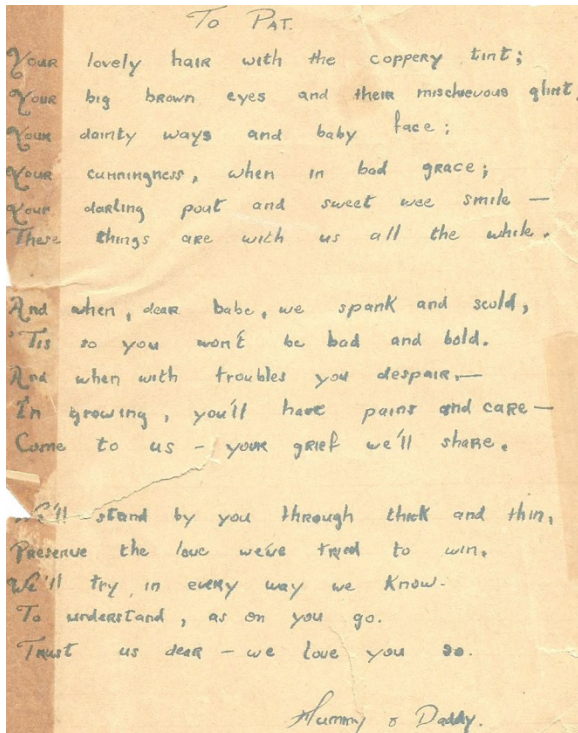 To Pat.
Your lovely hair with the coppery tint;
Your big brown eyes and their mischievous glint,
Your dainty ways and baby face;
Your cunningness, when in bad grace;
Your darling pout and sweet wee smile —
These things are with us all the while.
And when, dear babe, we spank and scold,
'Tis so you won't be bad and bold.
And when with troubles you despair, —
In growing, you'll have pains and care —
Come to us – your grief we'll share.
We'll stand by you through thick and thin,
Preserve the love we've tried to win.
We'll try in every way we know.
To understand, as on you go.
Trust us dear – we love you so.
Mummy & Daddy.